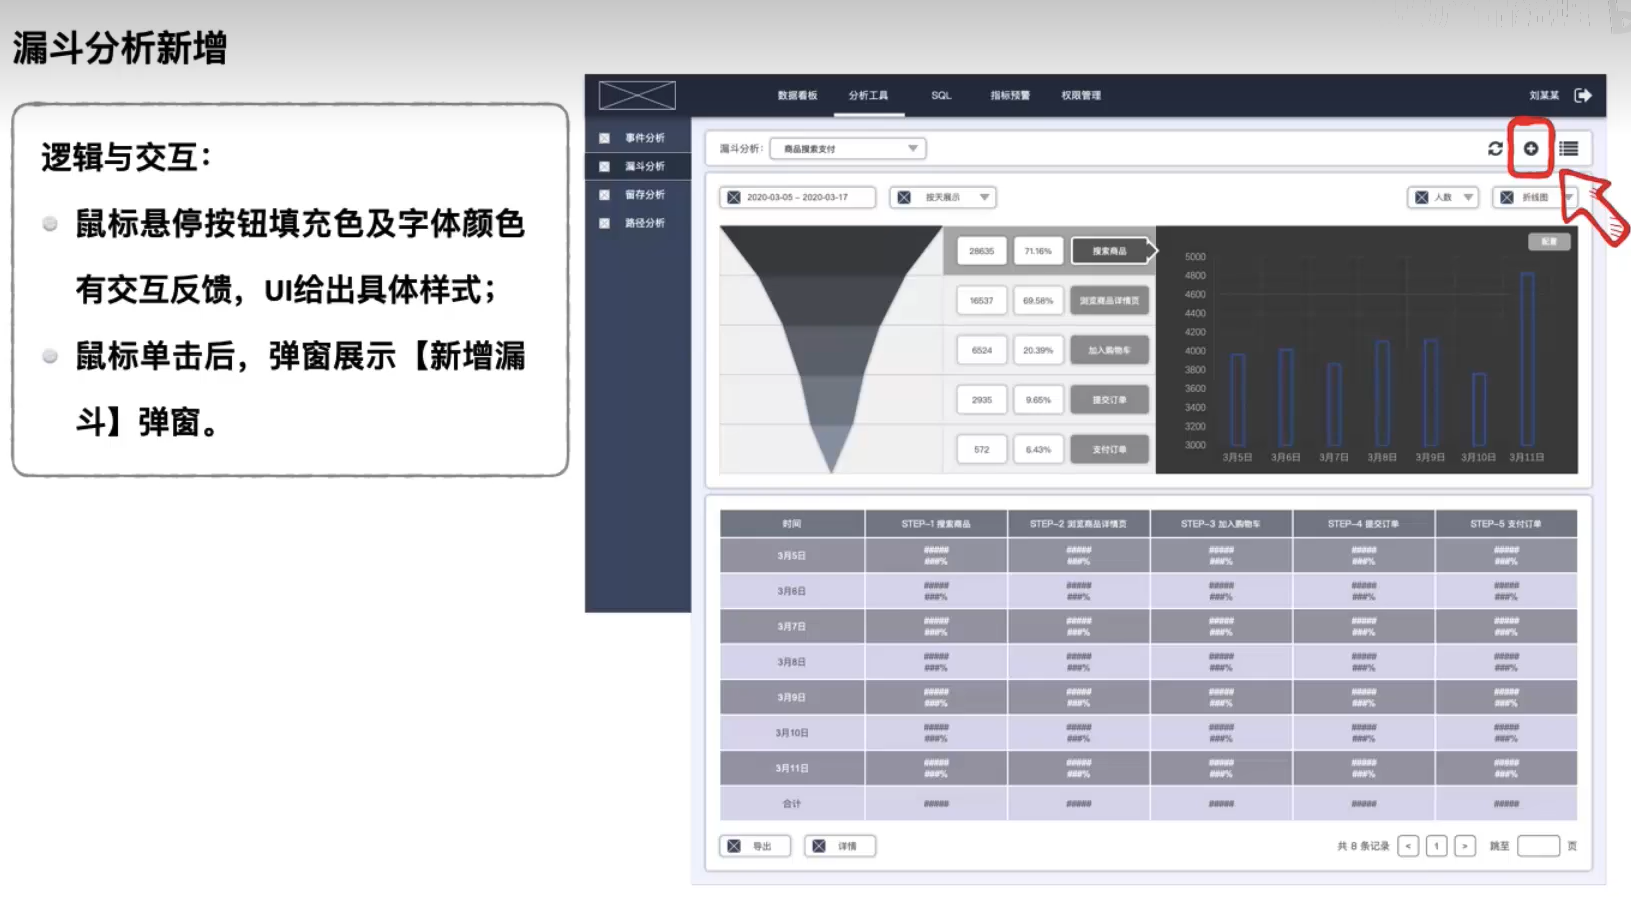 漏斗分析新增
逻辑与交互：
鼠标悬停按钮填充色及字体颜色
有交互反馈，UI给出具体样式；
鼠标单击后，弹窗展示【新增漏
斗】弹窗。
数据看板 分析工具 SQL 指标预警 权限管理 刘某某
事件分析
漏斗分析
留存分析
路径分析
漏斗分析： 商品搜索支付
2020-03-05 ~ 2020-03-17 按天展示 人数 折线图
28635 71.16% 搜索商品
16537 69.58% 浏览商品详情页
6524 20.39% 加入购物车
2935 9.65% 提交订单
572 6.43% 支付订单
配置
5000
4800
4600
4400
4200
4000
3800
3600
3400
3200
3000
3月5日 3月6日 3月7日 3月8日 3月9日 3月10日 3月11日
时间 STEP-1 搜索商品 STEP-2 浏览商品详情页 STEP-3 加入购物车 STEP-4 提交订单 STEP-5 支付订单
3月5日 ##### ##### ##### ##### #####
###% ###% ###% ###% ###%
3月6日 ##### ##### ##### ##### #####
###% ###% ###% ###% ###%
3月7日 ##### ##### ##### ##### #####
###% ###% ###% ###% ###%
3月8日 ##### ##### ##### ##### #####
###% ###% ###% ###% ###%
3月9日 ##### ##### ##### ##### #####
###% ###% ###% ###% ###%
3月10日 ##### ##### ##### ##### #####
###% ###% ###% ###% ###%
3月11日 ##### ##### ##### ##### #####
###% ###% ###% ###% ###%
合计 ##### ##### ##### ##### #####
导出 详情 共 8 条记录 < 1 > 跳至 页